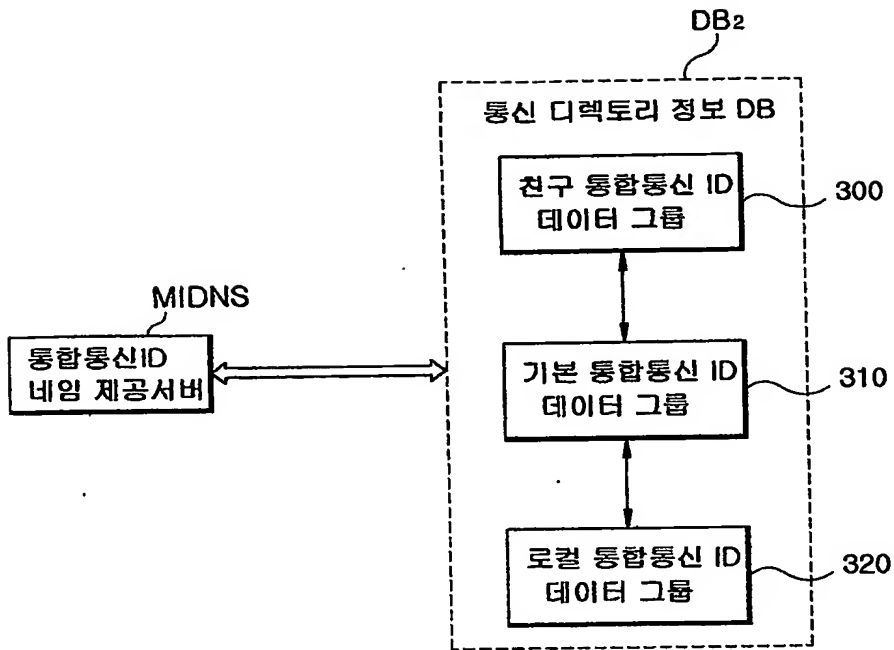 DB₂
통신 디렉토리 정보 DB
친구 통합통신 ID
데이터 그룹
300
MIDNS
통합통신ID
네임 제공서버
기본 통합통신 ID
데이터 그룹
310
로컬 통합통신 ID
데이터 그룹
320